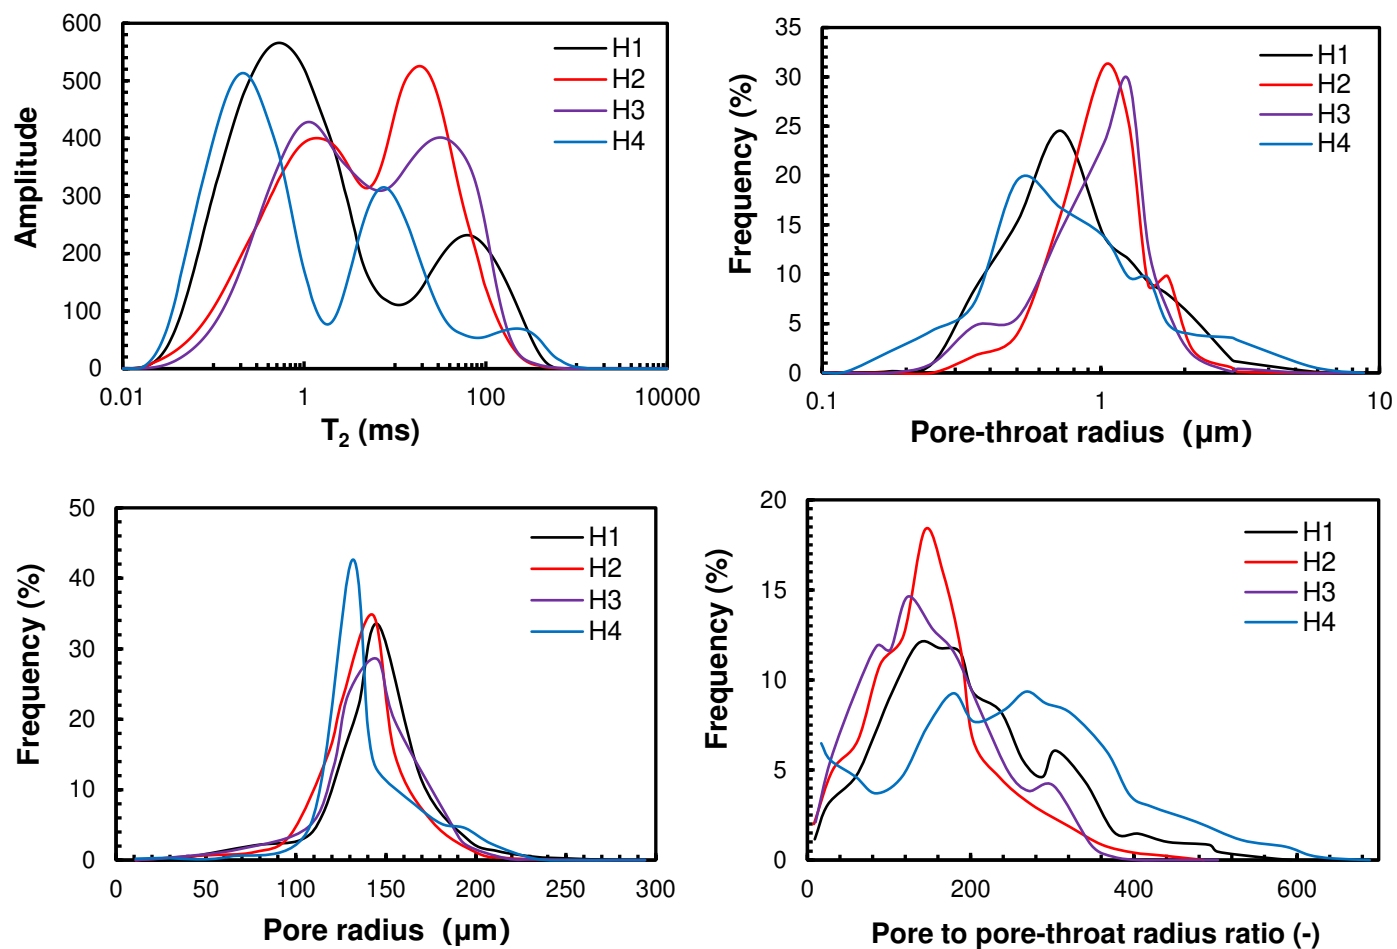 600
500
400
300
200
100
0
0.01
1
100
10000
Amplitude
T₂ (ms)
H1
H2
H3
H4
35
30
25
20
15
10
5
0
0.1
1
10
Frequency (%)
Pore-throat radius (μm)
H1
H2
H3
H4
50
40
30
20
10
0
0
50
100
150
200
250
300
Frequency (%)
Pore radius (μm)
H1
H2
H3
H4
20
15
10
5
0
0
200
400
600
Frequency (%)
Pore to pore-throat radius ratio (-)
H1
H2
H3
H4